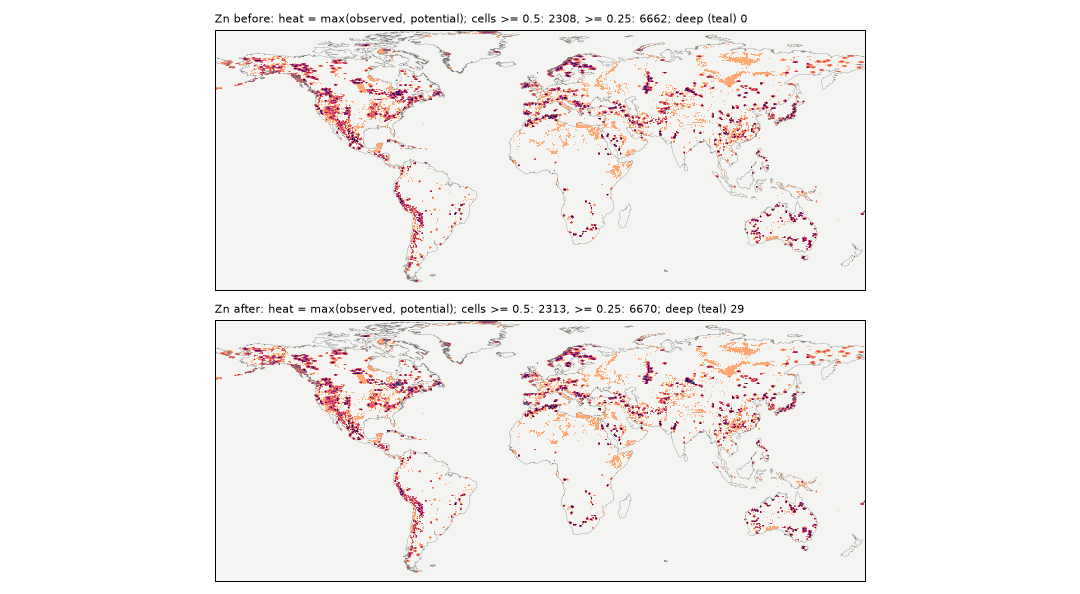 Zn before: heat = max(observed, potential); cells >= 0.5: 2308, >= 0.25: 6662; deep (teal) 0
Zn after: heat = max(observed, potential); cells >= 0.5: 2313, >= 0.25: 6670; deep (teal) 29